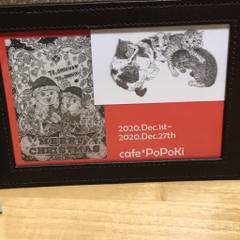 MERRY
CHRISTMAS
2020.Dec.1st~
2020.Dec.27th
cafe*PoPoKi